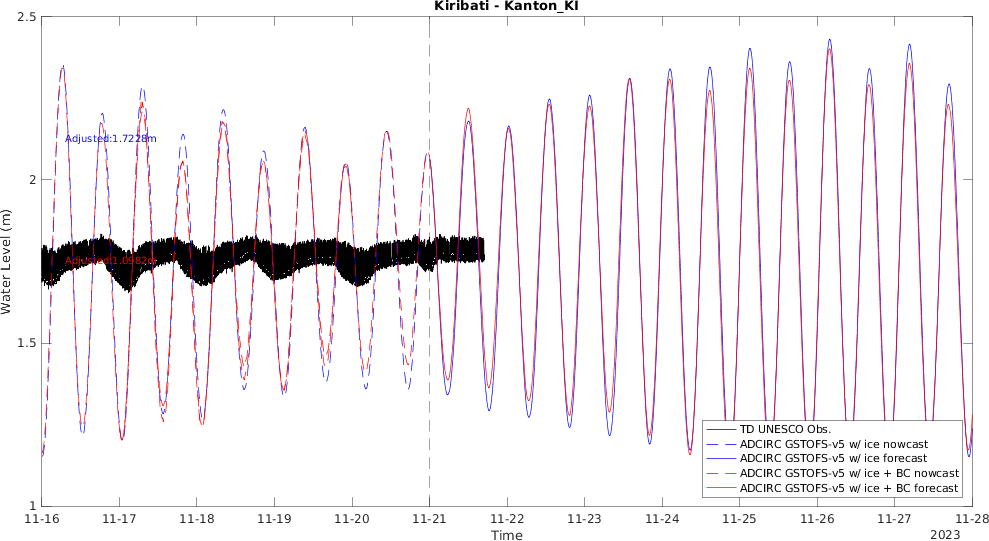 Kiribati - Kanton_KI
2.5
2
1.5
1
Water Level (m)
Adjusted:1.7228m
Adjusted:1.0982m
TD UNESCO Obs.
ADCIRC GSTOFS-v5 w/ ice nowcast
ADCIRC GSTOFS-v5 w/ ice forecast
ADCIRC GSTOFS-v5 w/ ice + BC nowcast
ADCIRC GSTOFS-v5 w/ ice + BC forecast
11-16 11-17 11-18 11-19 11-20 11-21 11-22 11-23 11-24 11-25 11-26 11-27 11-28
Time
2023